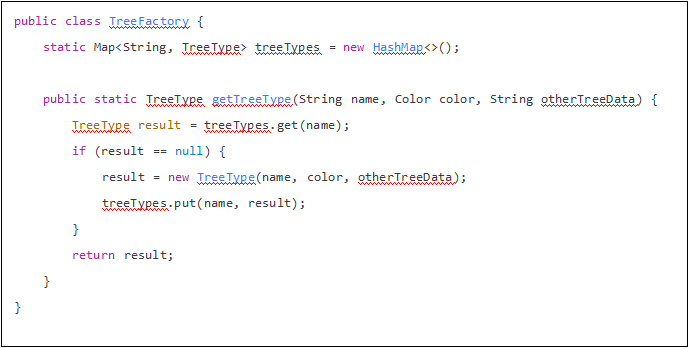 public class TreeFactory {
static Map<String, TreeType> treeTypes = new HashMap<>();
public static TreeType getTreeType(String name, Color color, String otherTreeData) {
TreeType result = treeTypes.get(name);
if (result == null) {
result = new TreeType(name, color, otherTreeData);
treeTypes.put(name, result);
}
return result;
}
}